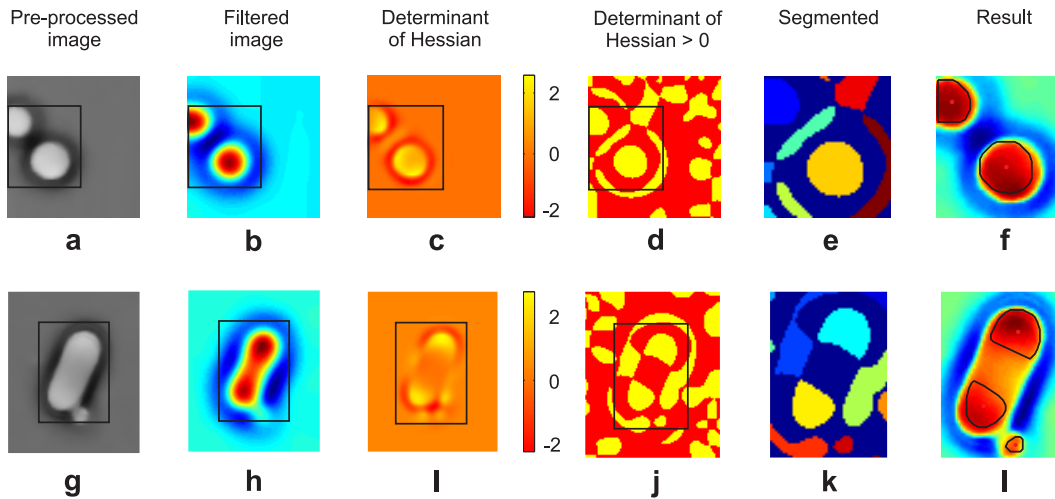 Pre-processed image
Filtered image
Determinant of Hessian
Determinant of Hessian > 0
Segmented
Result
2
0
-2
a
b
c
d
e
f
2
0
-2
g
h
I
j
k
l